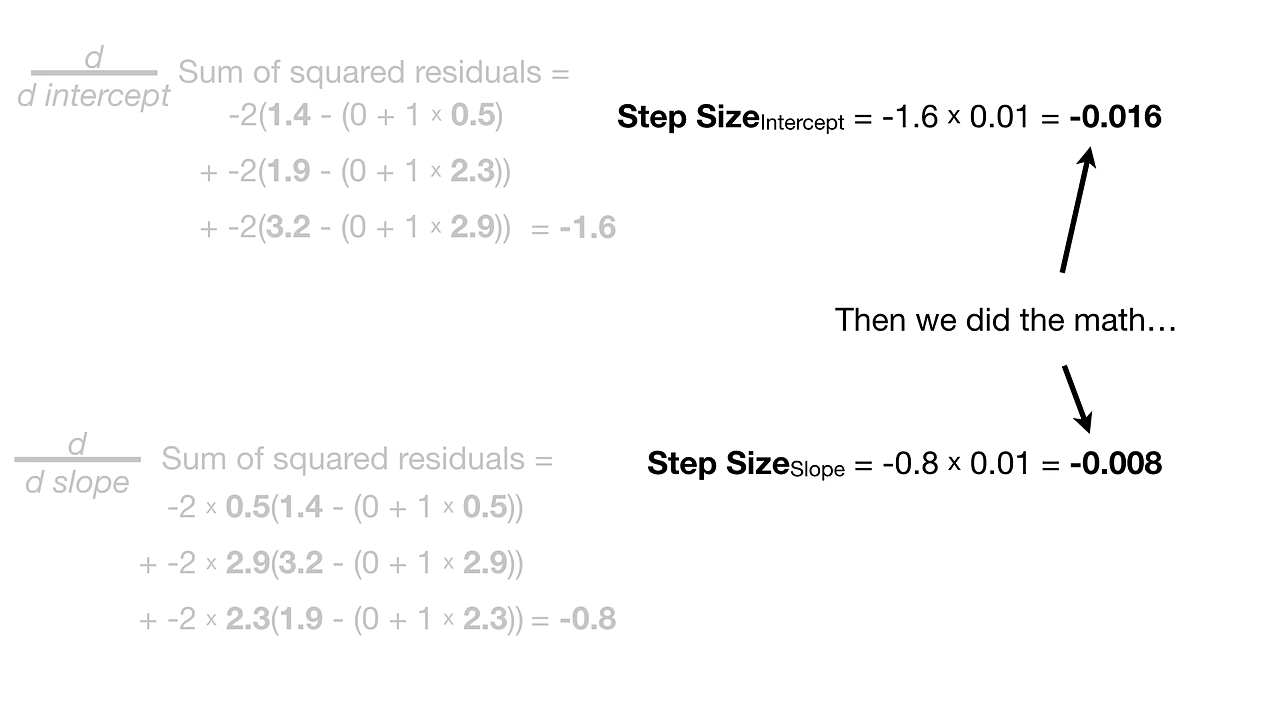 d
d intercept
Sum of squared residuals =
-2(1.4 - (0 + 1 x 0.5)
+ -2(1.9 - (0 + 1 x 2.3))
+ -2(3.2 - (0 + 1 x 2.9)) = -1.6
Step SizeIntercept = -1.6 x 0.01 = -0.016
Then we did the math…
d
d slope
Sum of squared residuals =
-2 x 0.5(1.4 - (0 + 1 x 0.5))
+ -2 x 2.9(3.2 - (0 + 1 x 2.9))
+ -2 x 2.3(1.9 - (0 + 1 x 2.3)) = -0.8
Step SizeSlope = -0.8 x 0.01 = -0.008